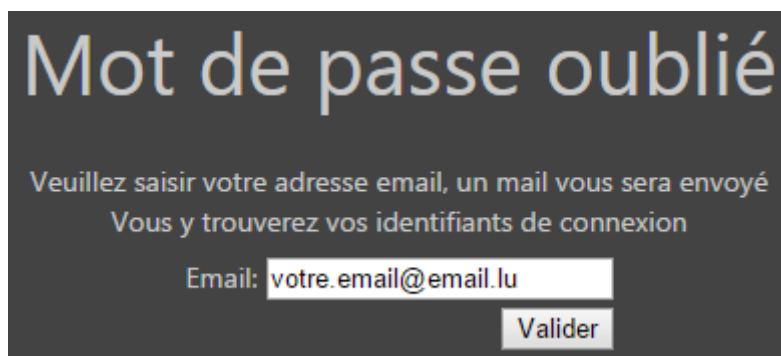 Mot de passe oublié
Veuillez saisir votre adresse email, un mail vous sera envoyé
Vous y trouverez vos identifiants de connexion
Email: votre.email@email.lu
Valider